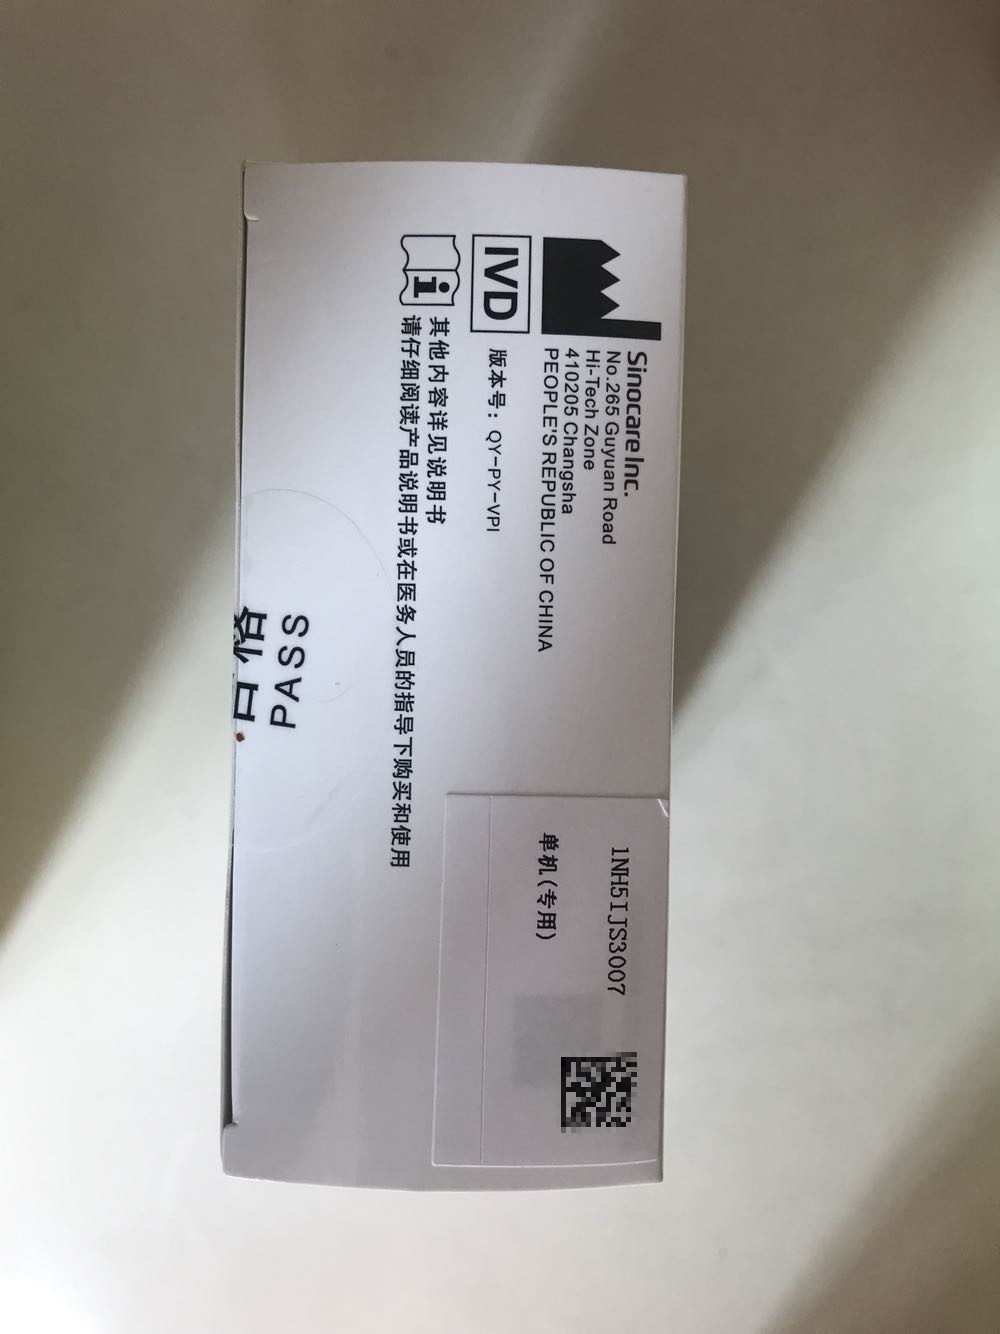 Sinocare Inc.
No.265 Guyuan Road
Hi-Tech Zone
410205 Changsha
PEOPLE'S REPUBLIC OF CHINA
IVD
版本号：QY-PY-VPI
其他内容详见说明书
请仔细阅读产品说明书或在医务人员的指导下购买和使用
1NH5IJS3007
单机(专用)
合格
PASS